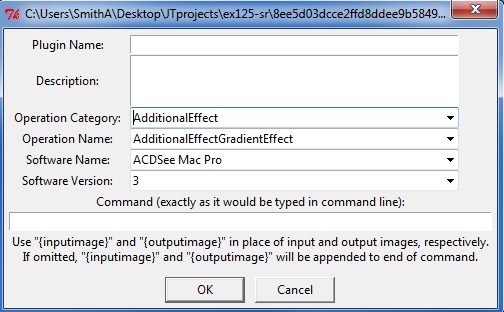 C:\Users\SmithA\Desktop\JTprojects\ex125-sr\8ee5d03dcce2ffd8ddee9b5849...
Plugin Name:
Description:
Operation Category: AdditionalEffect
Operation Name: AdditionalEffectGradientEffect
Software Name: ACDSee Mac Pro
Software Version: 3
Command (exactly as it would be typed in command line):
Use "{inputimage}" and "{outputimage}" in place of input and output images, respectively.
If omitted, "{inputimage}" and "{outputimage}" will be appended to end of command.
OK Cancel